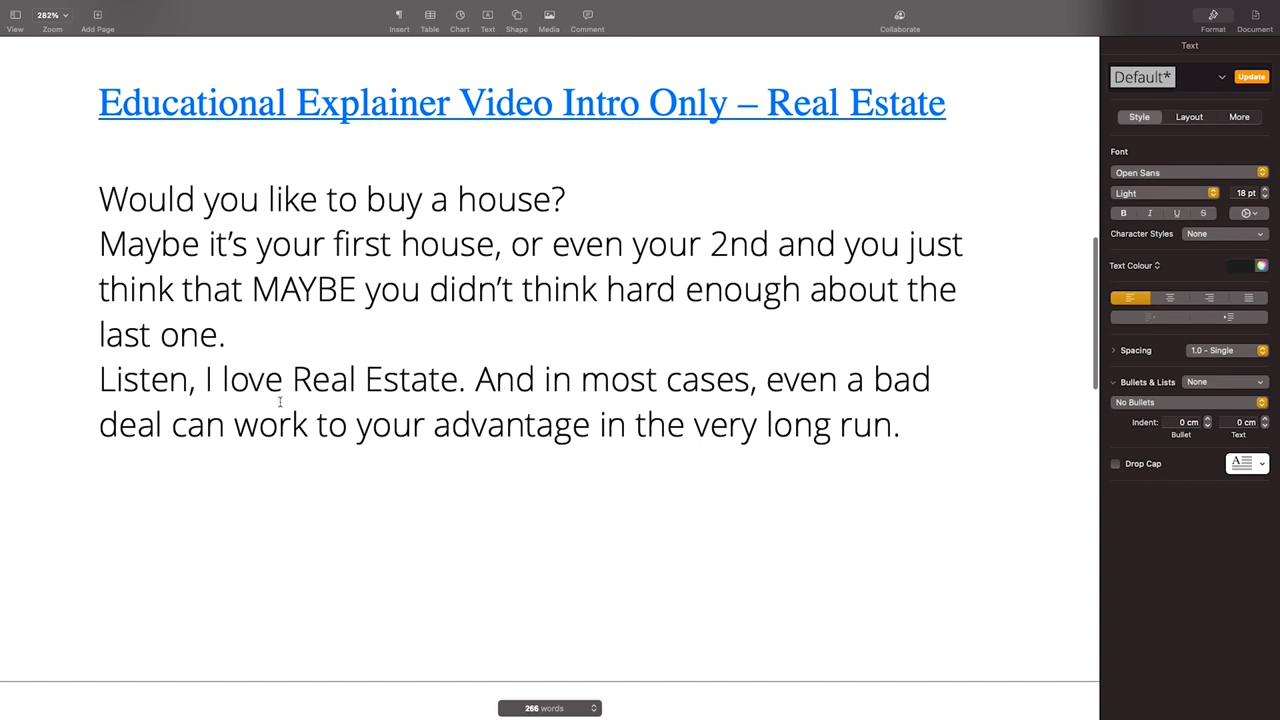 282%
View
Zoom
Add Page
Insert
Table
Chart
Text
Shape
Media
Comment
Collaborate
Format
Document
Educational Explainer Video Intro Only – Real Estate
Would you like to buy a house?
Maybe it’s your first house, or even your 2nd and you just
think that MAYBE you didn’t think hard enough about the
last one.
Listen, I love Real Estate. And in most cases, even a bad
deal can work to your advantage in the very long run.
266 words
Text
Default*
Update
Style
Layout
More
Font
Open Sans
Light
18 pt
B I U S
Character Styles
None
Text Colour
Spacing
1.0 - Single
Bullets & Lists
None
No Bullets
Indent:
0 cm
0 cm
Bullet
Text
Drop Cap
A